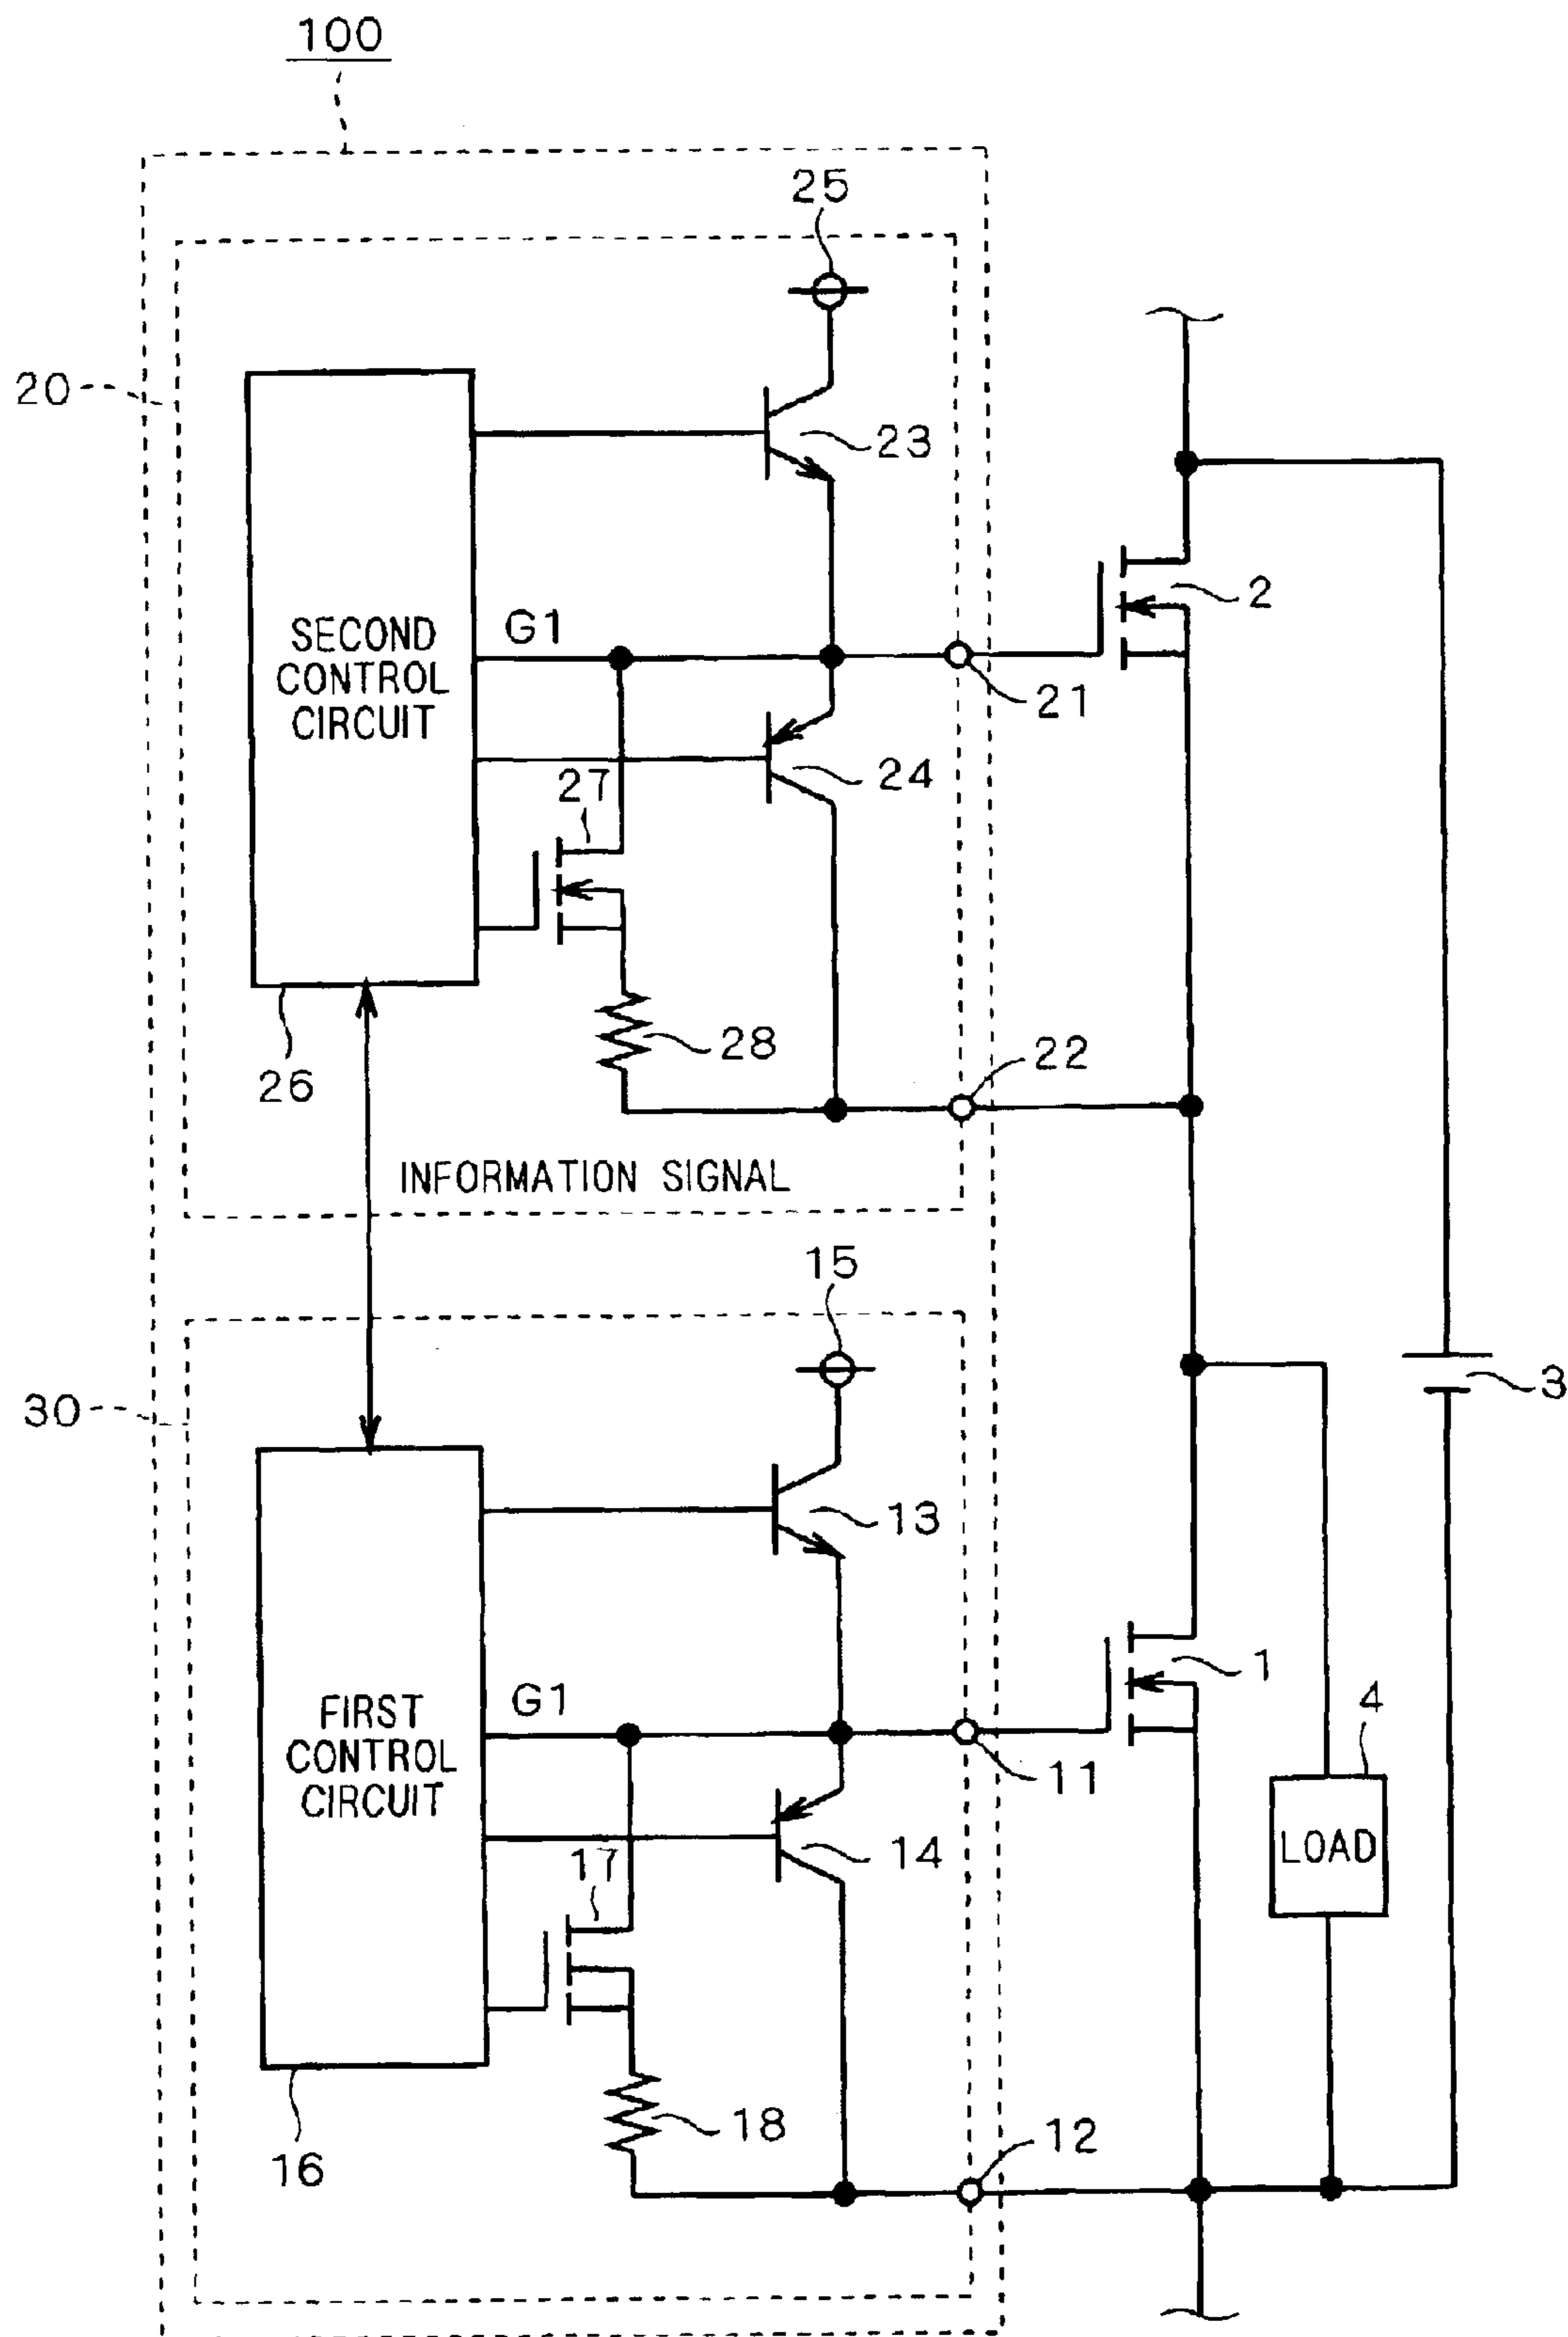 100
25
20
23
2
SECOND
CONTROL
CIRCUIT
G1
21
24
27
28
22
26
INFORMATION SIGNAL
15
30
3
13
1
FIRST
CONTROL
CIRCUIT
G1
4
11
LOAD
14
17
18
12
16